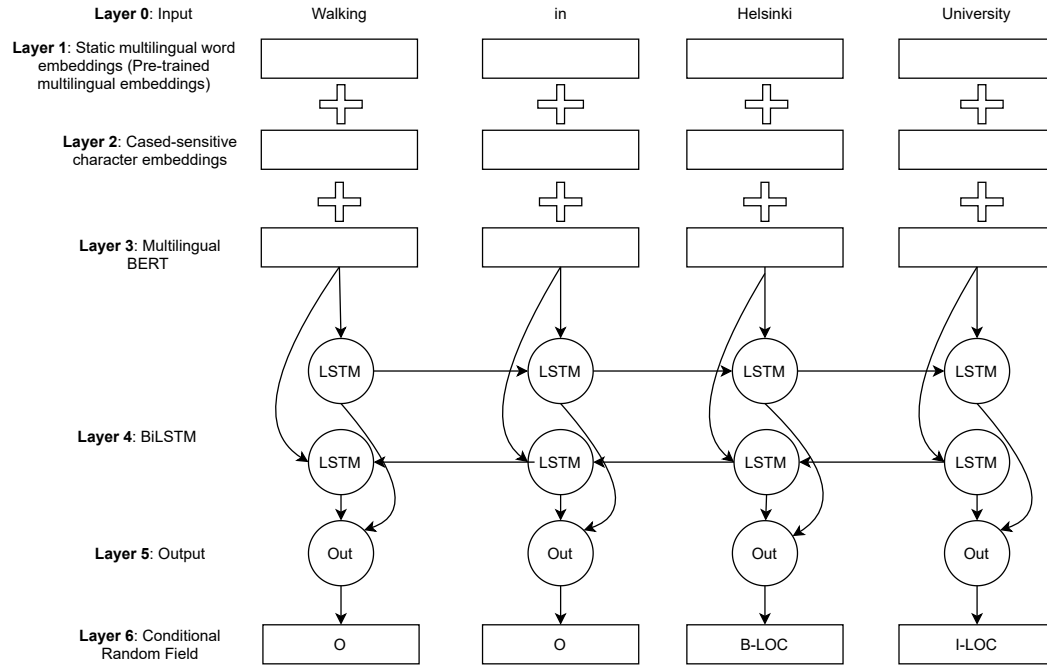 Layer 0: Input
Walking
in
Helsinki
University
Layer 1: Static multilingual word
embeddings (Pre-trained
multilingual embeddings)
Layer 2: Cased-sensitive
character embeddings
Layer 3: Multilingual
BERT
LSTM
LSTM
LSTM
LSTM
Layer 4: BiLSTM
LSTM
LSTM
LSTM
LSTM
Layer 5: Output
Out
Out
Out
Out
Layer 6: Conditional
Random Field
O
O
B-LOC
I-LOC